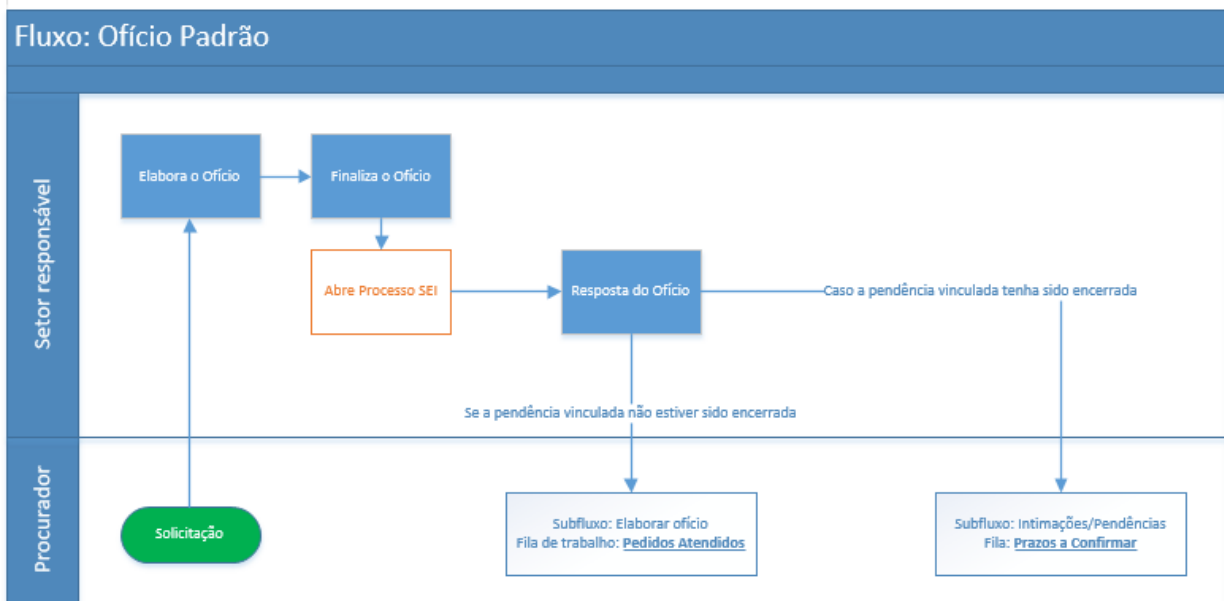 Fluxo: Ofício Padrão
Setor responsável
Elabora o Ofício
Finaliza o Ofício
Abre Processo SEI
Resposta do Ofício
Caso a pendência vinculada tenha sido encerrada
Se a pendência vinculada não estiver sido encerrada
Procurador
Solicitação
Subfluxo: Elaborar ofício
Fila de trabalho: Pedidos Atendidos
Subfluxo: Intimações/Pendências
Fila: Prazos a Confirmar